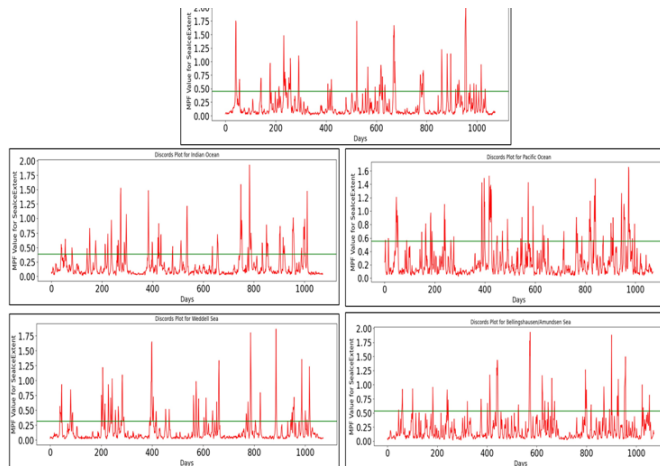 2.00
1.75
1.50
1.25
1.00
0.75
0.50
0.25
0.00
MPF Value for SeaIceExtent
0 200 400 600 800 1000
Days
Discords Plot for Indian Ocean
2.00
1.75
1.50
1.25
1.00
0.75
0.50
0.25
0.00
MPF Value for SeaIceExtent
0 200 400 600 800 1000
Days
Discords Plot for Pacific Ocean
1.6
1.4
1.2
1.0
0.8
0.6
0.4
0.2
0.0
MPF Value for SeaIceExtent
0 200 400 600 800 1000
Days
Discords Plot for Weddell Sea
1.75
1.50
1.25
1.00
0.75
0.50
0.25
0.00
MPF Value for SeaIceExtent
0 200 400 600 800 1000
Days
Discords Plot for Bellingshausen/Amundsen Sea
2.00
1.75
1.50
1.25
1.00
0.75
0.50
0.25
0.00
MPF Value for SeaIceExtent
0 200 400 600 800 1000
Days